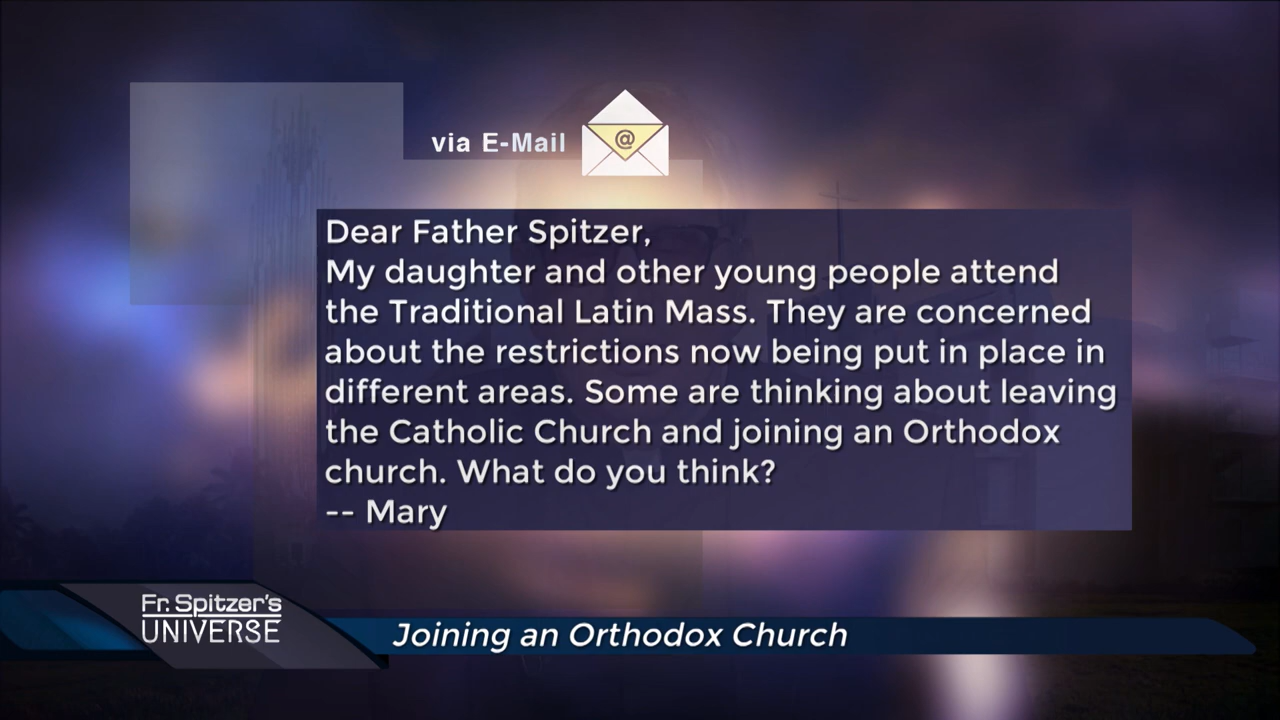 via E-Mail
@
Dear Father Spitzer,
My daughter and other young people attend
the Traditional Latin Mass. They are concerned
about the restrictions now being put in place in
different areas. Some are thinking about leaving
the Catholic Church and joining an Orthodox
church. What do you think?
-- Mary
Fr. Spitzer's
UNIVERSE
Joining an Orthodox Church